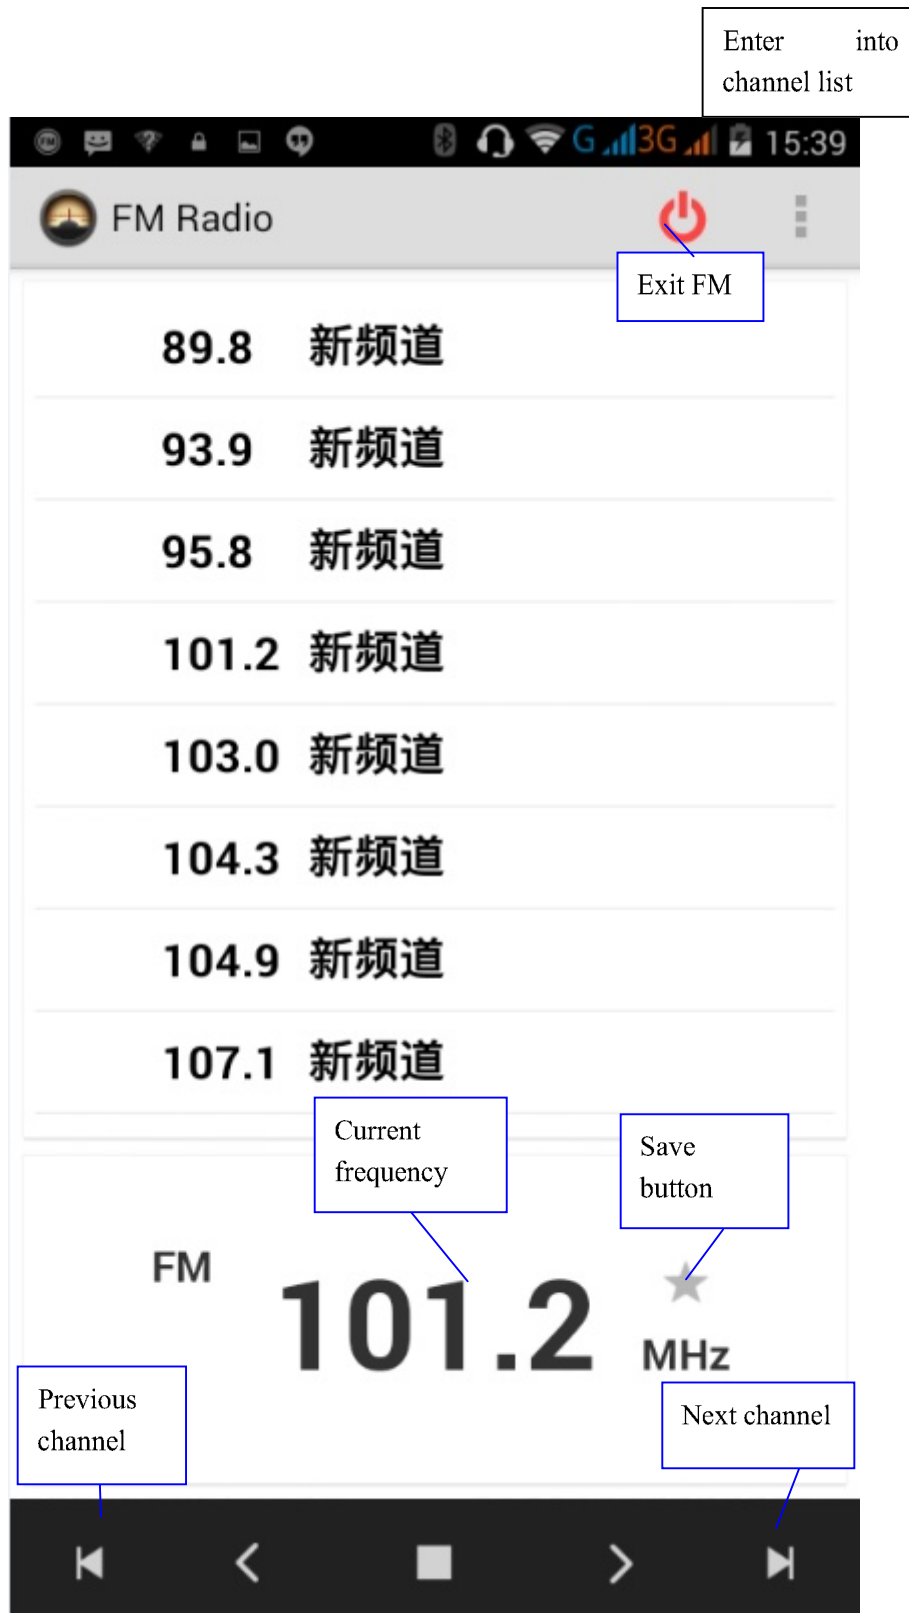 Enter into
channel list
G 3G 15:39
FM Radio
Exit FM
89.8 新频道
93.9 新频道
95.8 新频道
101.2 新频道
103.0 新频道
104.3 新频道
104.9 新频道
107.1 新频道
Current
frequency
Save
button
FM
101.2
MHz
Previous
channel
Next channel